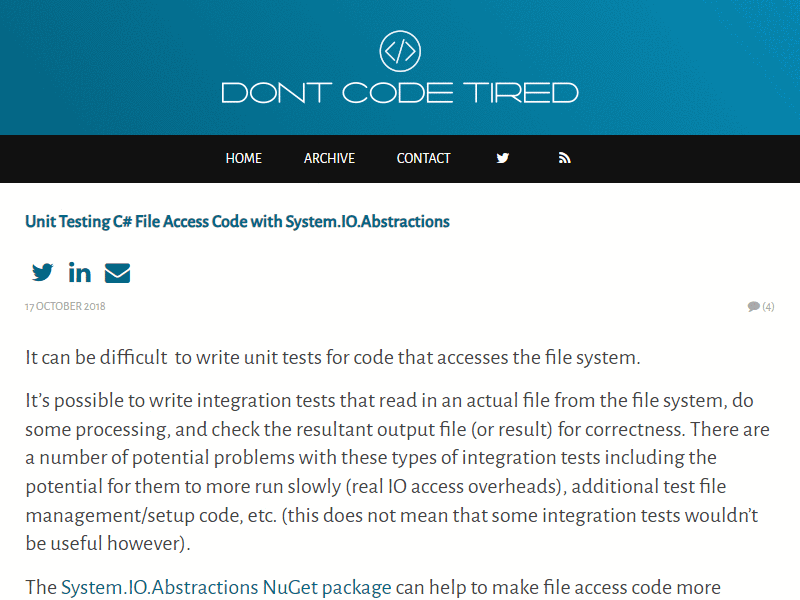 </>
DONT CODE TIRED
HOME ARCHIVE CONTACT
Unit Testing C# File Access Code with System.IO.Abstractions
in
17 OCTOBER 2018 (4)
It can be difficult  to write unit tests for code that accesses the file system.
It’s possible to write integration tests that read in an actual file from the file system, do
some processing, and check the resultant output file (or result) for correctness. There are
a number of potential problems with these types of integration tests including the
potential for them to more run slowly (real IO access overheads), additional test file
management/setup code, etc. (this does not mean that some integration tests wouldn’t
be useful however).
The System.IO.Abstractions NuGet package can help to make file access code more